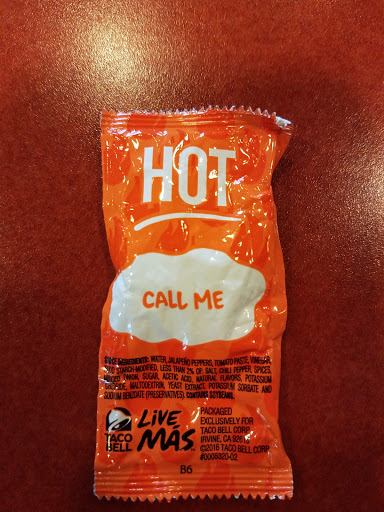 HOT
CALL ME
INGREDIENTS: WATER, JALAPEÑO PEPPERS, TOMATO PASTE, VINEGAR,
STARCH-MODIFIED, LESS THAN 2% OF: SALT, CHILI PEPPER, SPICES,
ONION, SUGAR, ACETIC ACID, NATURAL FLAVORS, POTASSIUM
MALTODEXTRIN, YEAST EXTRACT, POTASSIUM SORBATE AND
SODIUM BENZOATE (PRESERVATIVES). CONTAINS SOYBEANS.
TACO
BELL
LiVE
MÁS
PACKAGED
EXCLUSIVELY FOR
TACO BELL CORP.
IRVINE, CA 92618
©2016 TACO BELL CORP.
B6